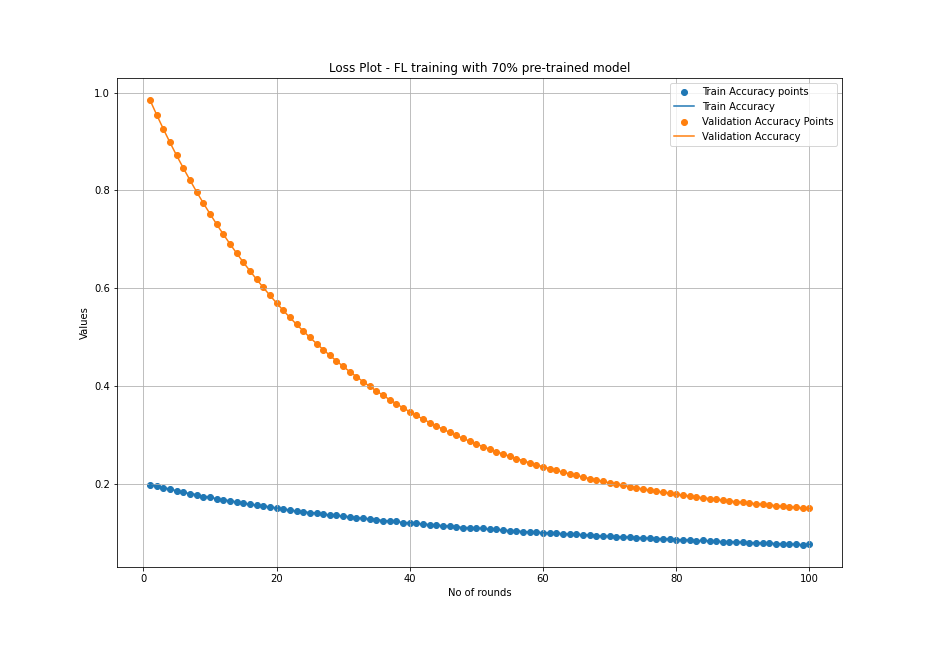 Loss Plot - FL training with 70% pre-trained model
Train Accuracy points
Train Accuracy
Validation Accuracy Points
Validation Accuracy
1.0
0.8
0.6
0.4
0.2
Values
0 20 40 60 80 100
No of rounds